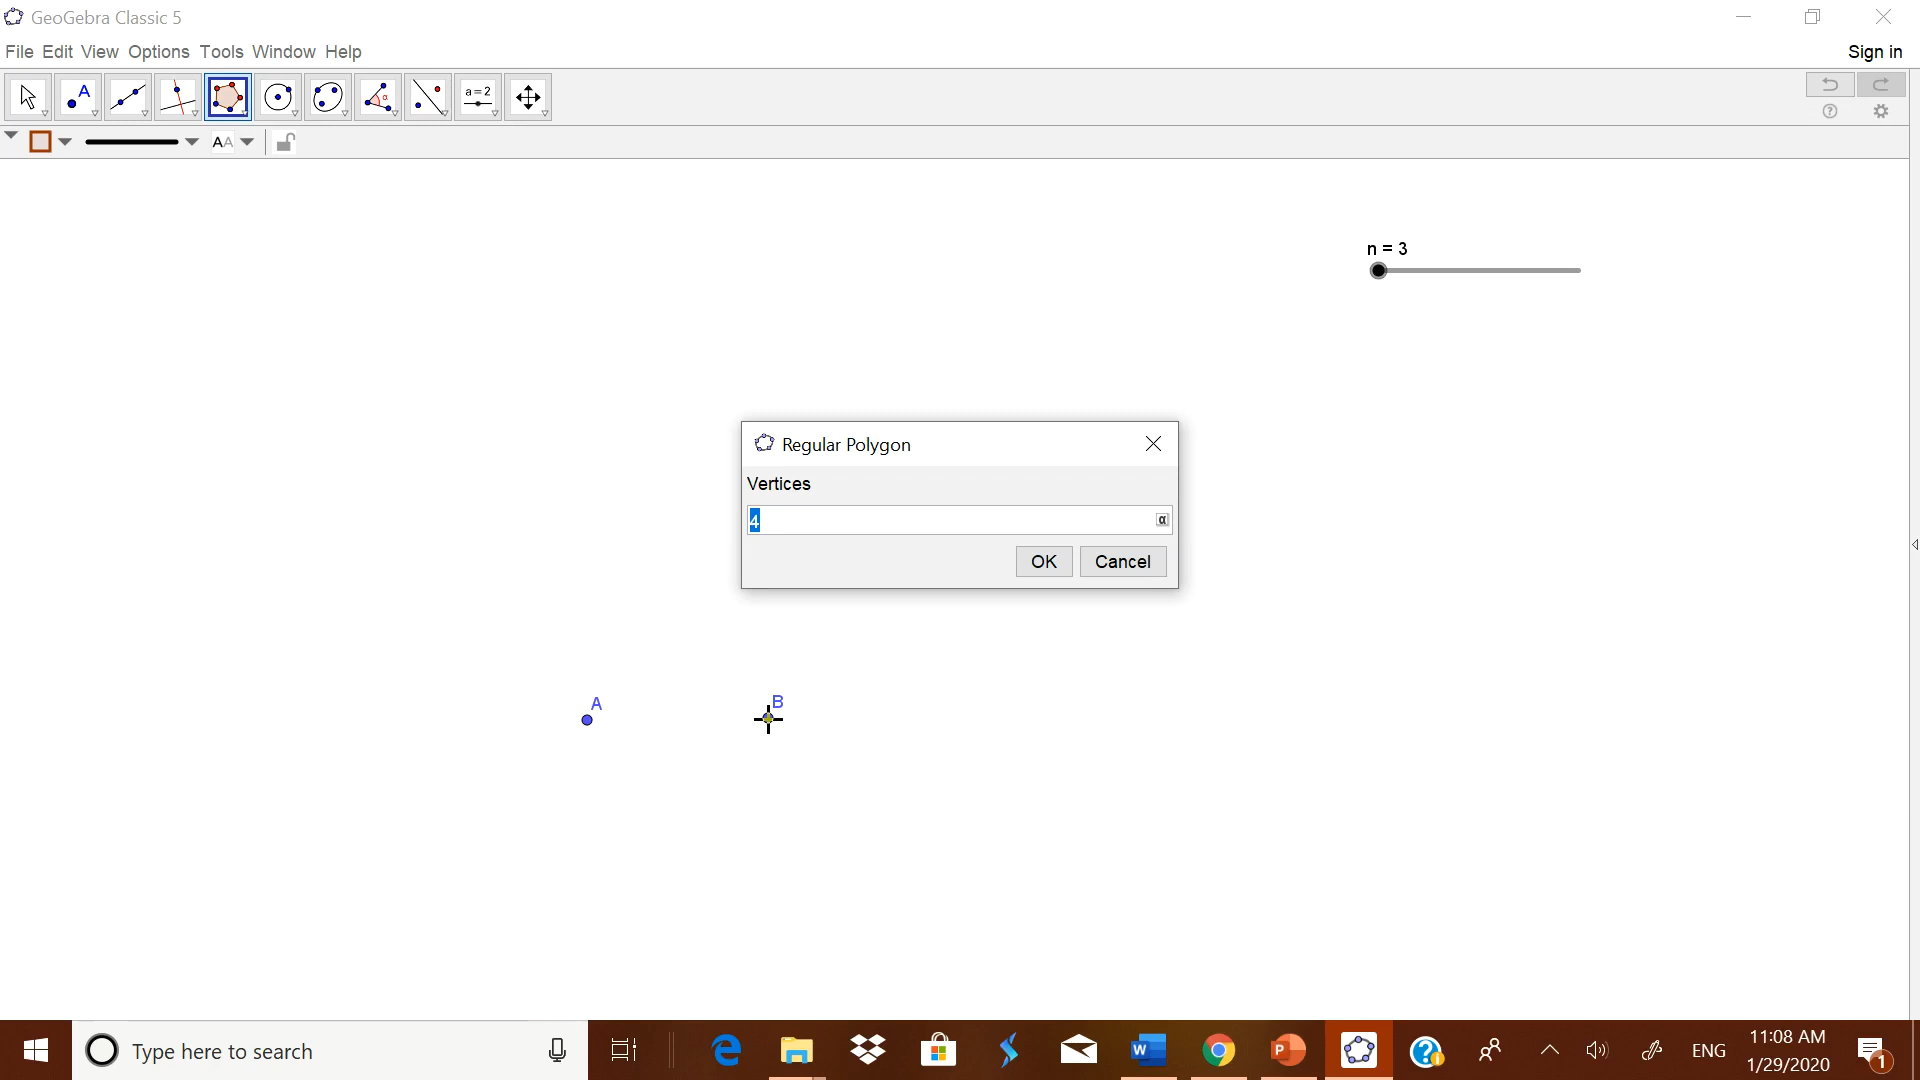 GeoGebra Classic 5
File Edit View Options Tools Window Help
Sign in
A
α
a=2
AA
n = 3
Regular Polygon
Vertices
4
α
OK Cancel
A
B
Type here to search
ENG
11:08 AM
1/29/2020
1